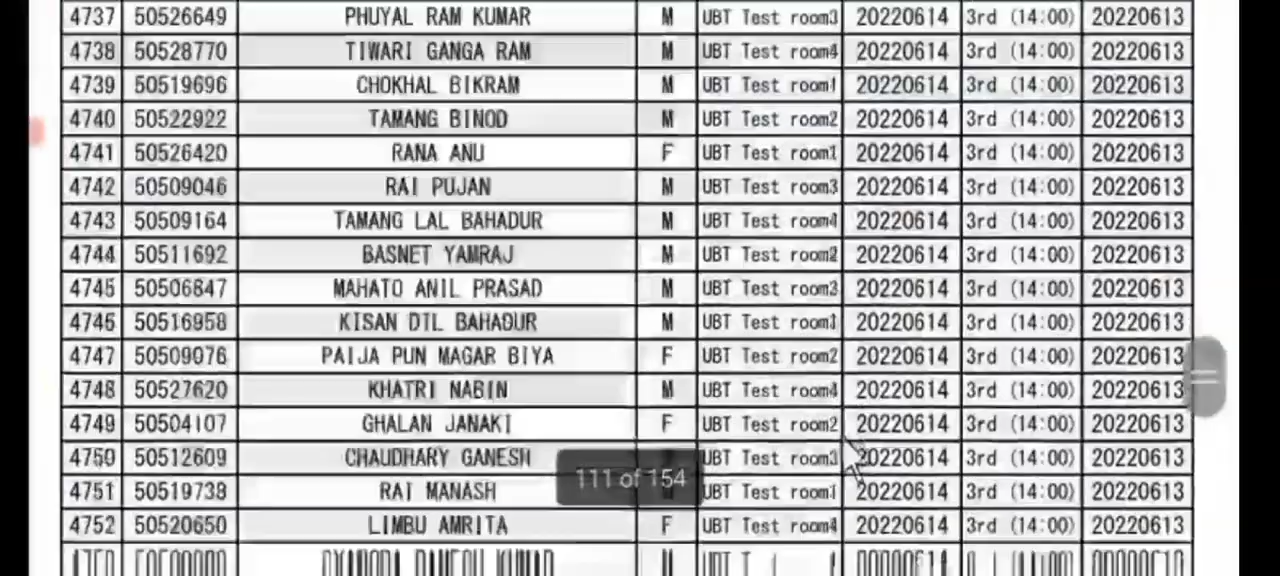 4737 50526649 PHUYAL RAM KUMAR M UBT Test room3 20220614 3rd (14:00) 20220613
4738 50528770 TIWARI GANGA RAM M UBT Test room4 20220614 3rd (14:00) 20220613
4739 50519696 CHOKHAL BIKRAM M UBT Test room1 20220614 3rd (14:00) 20220613
4740 50522922 TAMANG BINOD M UBT Test room2 20220614 3rd (14:00) 20220613
4741 50526420 RANA ANU F UBT Test room1 20220614 3rd (14:00) 20220613
4742 50509046 RAI PUJAN M UBT Test room3 20220614 3rd (14:00) 20220613
4743 50509164 TAMANG LAL BAHADUR M UBT Test room4 20220614 3rd (14:00) 20220613
4744 50511692 BASNET YAMRAJ M UBT Test room2 20220614 3rd (14:00) 20220613
4745 50506847 MAHATO ANIL PRASAD M UBT Test room3 20220614 3rd (14:00) 20220613
4746 50516958 KISAN DIL BAHADUR M UBT Test room1 20220614 3rd (14:00) 20220613
4747 50509076 PAIJA PUN MAGAR BIYA F UBT Test room2 20220614 3rd (14:00) 20220613
4748 50527620 KHATRI NABIN M UBT Test room4 20220614 3rd (14:00) 20220613
4749 50504107 GHALAN JANAKI F UBT Test room2 20220614 3rd (14:00) 20220613
4750 50512609 CHAUDHARY GANESH UBT Test room3 20220614 3rd (14:00) 20220613
111 of 154
4751 50519738 RAI MANASH M UBT Test room1 20220614 3rd (14:00) 20220613
4752 50520650 LIMBU AMRITA F UBT Test room4 20220614 3rd (14:00) 20220613